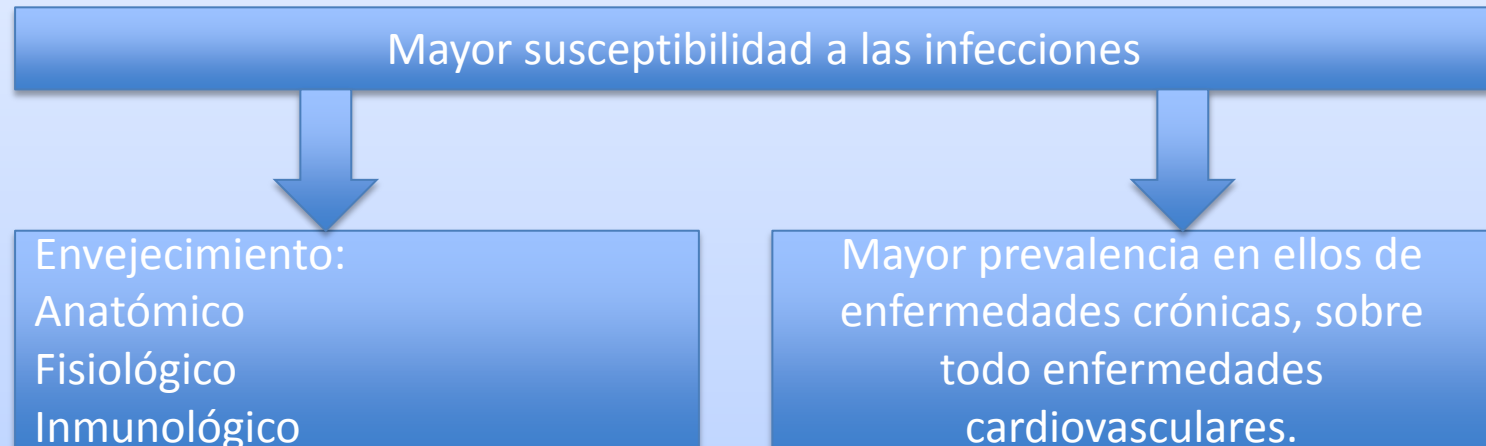 Mayor susceptibilidad a las infecciones
Envejecimiento:
Anatómico
Fisiológico
Inmunológico
Mayor prevalencia en ellos de
enfermedades crónicas, sobre
todo enfermedades
cardiovasculares.